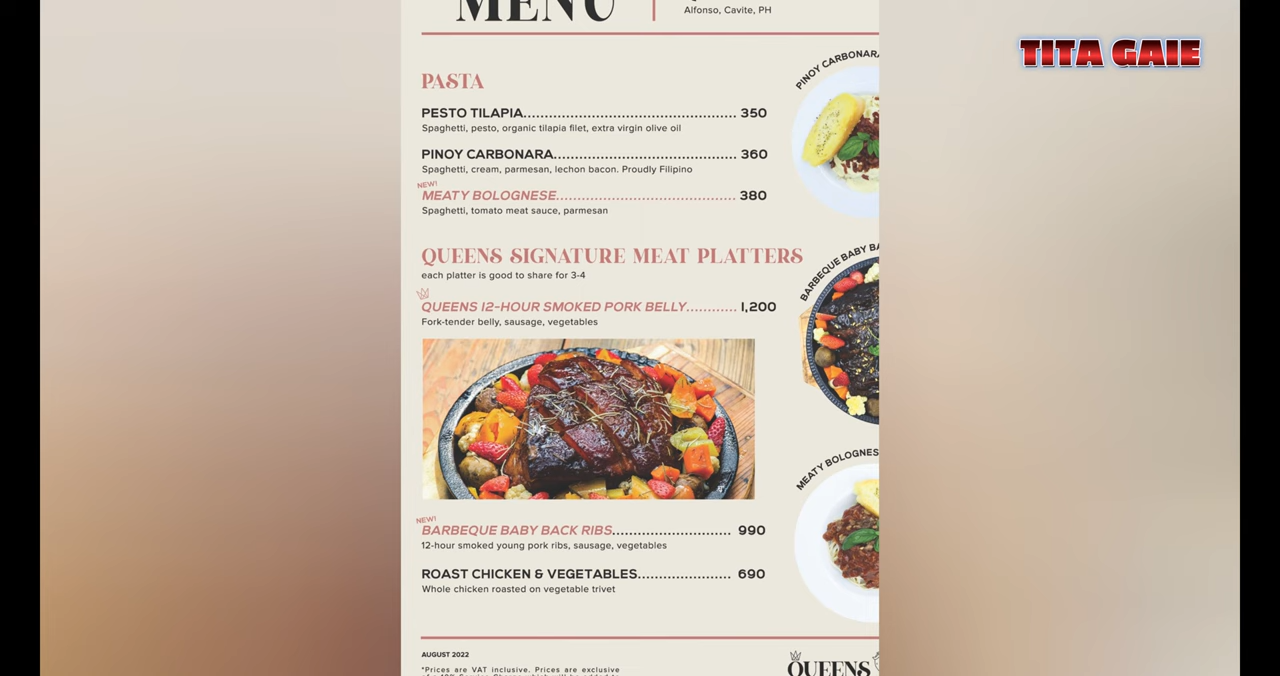 MENU
Alfonso, Cavite, PH
TITA GAIE
PINOY CARBONARA
PASTA
PESTO TILAPIA.................................................. 350
Spaghetti, pesto, organic tilapia filet, extra virgin olive oil
PINOY CARBONARA........................................... 360
Spaghetti, cream, parmesan, lechon bacon. Proudly Filipino
NEW!
MEATY BOLOGNESE.......................................... 380
Spaghetti, tomato meat sauce, parmesan
QUEENS SIGNATURE MEAT PLATTERS
each platter is good to share for 3-4
BARBEQUE BABY BA
QUEENS 12-HOUR SMOKED PORK BELLY............ 1,200
Fork-tender belly, sausage, vegetables
MEATY BOLOGNES
NEW!
BARBEQUE BABY BACK RIBS............................ 990
12-hour smoked young pork ribs, sausage, vegetables
ROAST CHICKEN & VEGETABLES...................... 690
Whole chicken roasted on vegetable trivet
AUGUST 2022
*Prices are VAT inclusive. Prices are exclusive
QUEENS